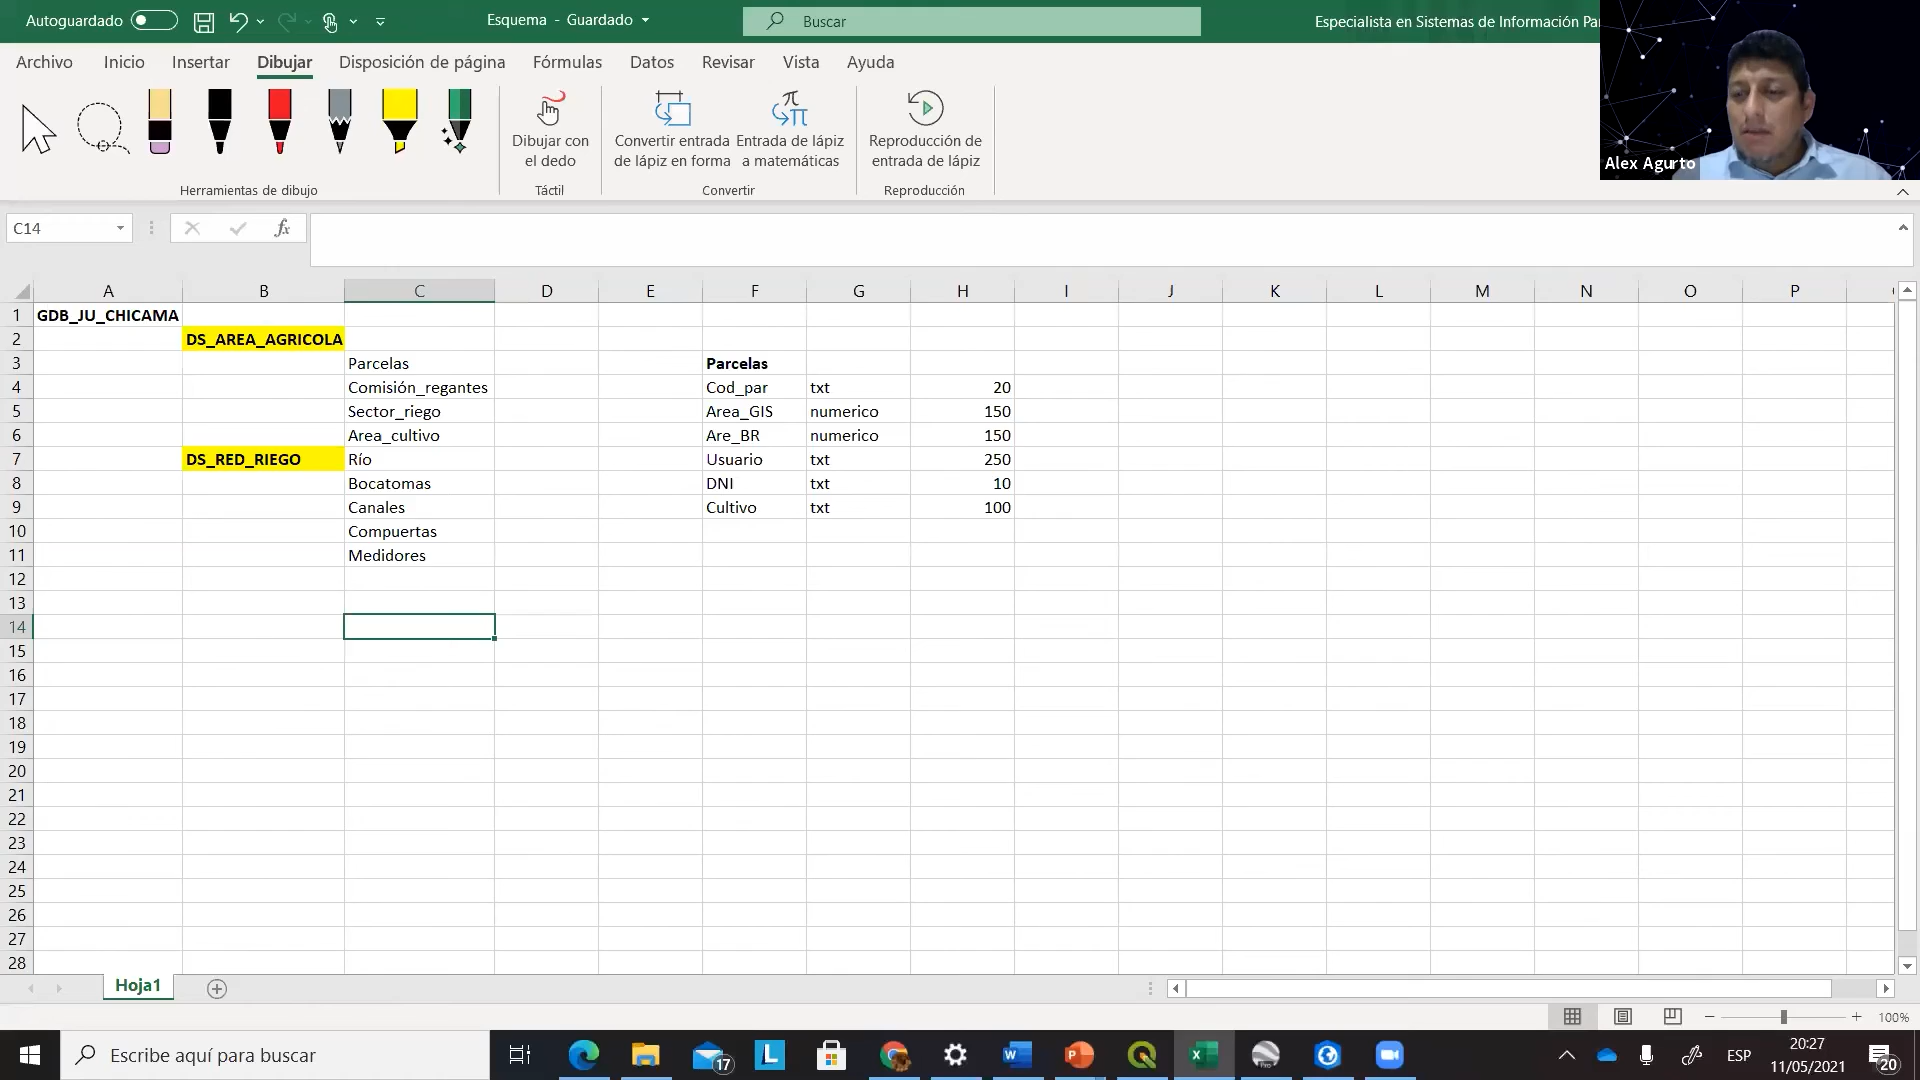 Autoguardado
Esquema - Guardado
Buscar
Especialista en Sistemas de Información Pa
Archivo Inicio Insertar Dibujar Disposición de página Fórmulas Datos Revisar Vista Ayuda
Dibujar con
el dedo
Convertir entrada
de lápiz en forma
Entrada de lápiz
a matemáticas
Reproducción de
entrada de lápiz
Alex Agurto
Herramientas de dibujo Táctil Convertir Reproducción
C14
fx
A B C D E F G H I J K L M N O P
1 GDB_JU_CHICAMA
2 DS_AREA_AGRICOLA
3 Parcelas Parcelas
4 Comisión_regantes Cod_par txt 20
5 Sector_riego Area_GIS numerico 150
6 Area_cultivo Are_BR numerico 150
7 DS_RED_RIEGO Río Usuario txt 250
8 Bocatomas DNI txt 10
9 Canales Cultivo txt 100
10 Compuertas
11 Medidores
12
13
14
15
16
17
18
19
20
21
22
23
24
25
26
27
28
Hoja1
100%
Escribe aquí para buscar
17
ESP
20:27
11/05/2021
20